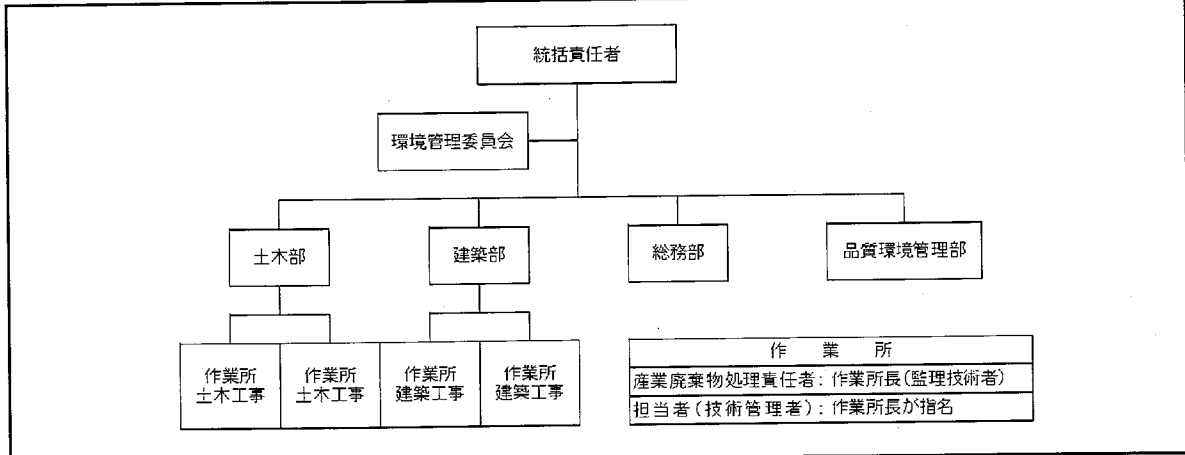 統括責任者
環境管理委員会
土木部
建築部
総務部
品質環境管理部
作業所
土木工事
作業所
土木工事
作業所
建築工事
作業所
建築工事
作業所
産業廃棄物処理責任者：作業所長(監理技術者)
担当者(技術管理者)：作業所長が指名